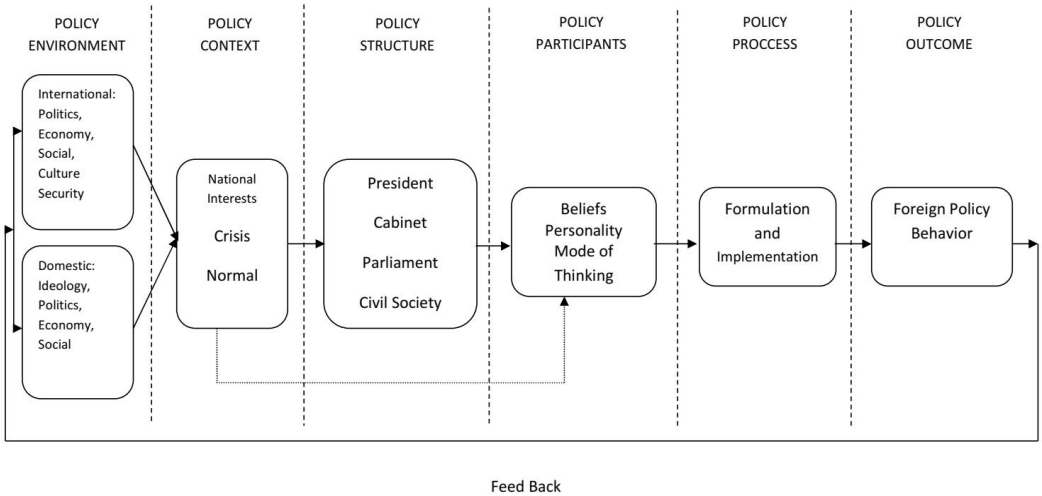 POLICY
ENVIRONMENT
POLICY
CONTEXT
POLICY
STRUCTURE
POLICY
PARTICIPANTS
POLICY
PROCCESS
POLICY
OUTCOME
International:
Politics,
Economy,
Social,
Culture
Security
Domestic:
Ideology,
Politics,
Economy,
Social
National
Interests
Crisis
Normal
President
Cabinet
Parliament
Civil Society
Beliefs
Personality
Mode of
Thinking
Formulation
and
Implementation
Foreign Policy
Behavior
Feed Back